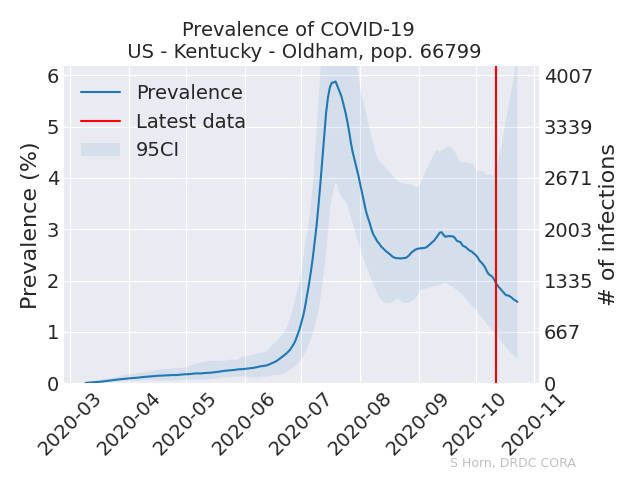 Prevalence of COVID-19
US - Kentucky - Oldham, pop. 66799
Prevalence
Latest data
95CI
Prevalence (%)
6
5
4
3
2
1
0
4007
3339
2671
2003
1335
667
0
# of infections
2020-03
2020-04
2020-05
2020-06
2020-07
2020-08
2020-09
2020-10
2020-11
S Horn, DRDC CORA